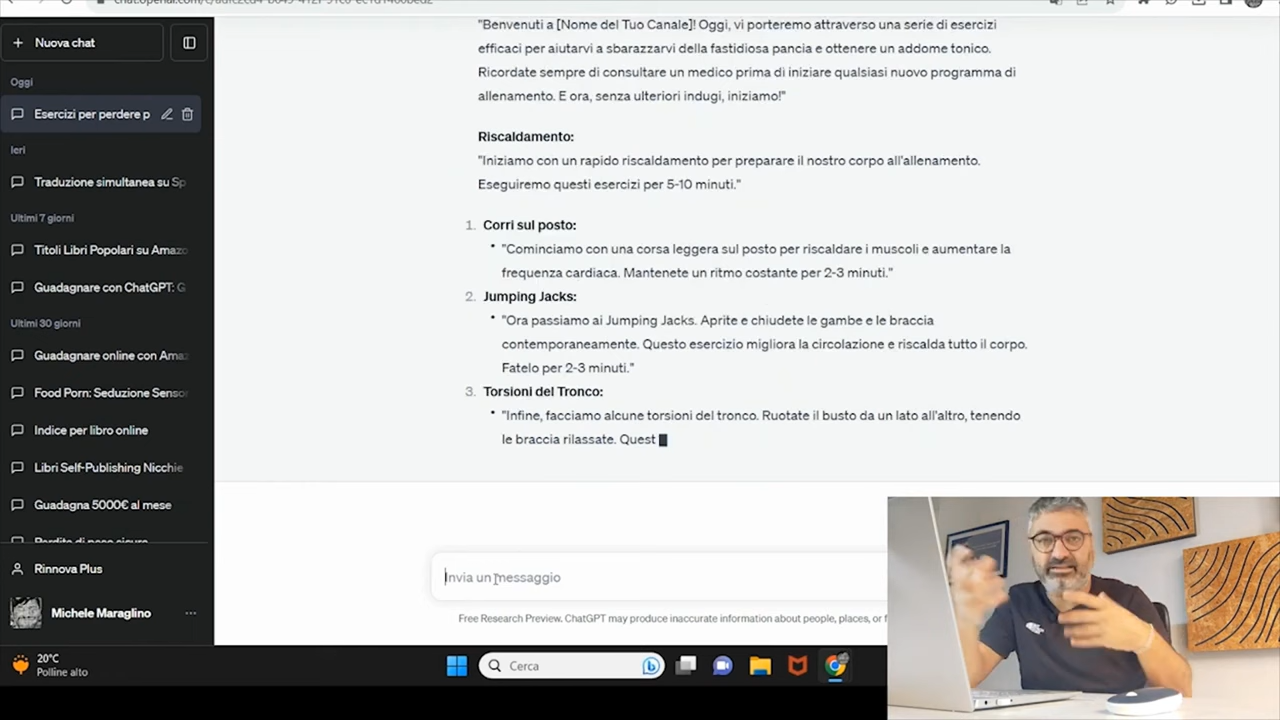 chat.openai.com/c/
Nuova chat
Oggi
Esercizi per perdere p
Ieri
Traduzione simultanea su Sp
Ultimi 7 giorni
Titoli Libri Popolari su Amazo
Guadagnare con ChatGPT: G
Ultimi 30 giorni
Guadagnare online con Amaz
Food Porn: Seduzione Senso
Indice per libro online
Libri Self-Publishing Nicchie
Guadagna 5000€ al mese
Perdita di peso sicura
Rinnova Plus
Michele Maraglino
"Benvenuti a [Nome del Tuo Canale]! Oggi, vi porteremo attraverso una serie di esercizi
efficaci per aiutarvi a sbarazzarvi della fastidiosa pancia e ottenere un addome tonico.
Ricordate sempre di consultare un medico prima di iniziare qualsiasi nuovo programma di
allenamento. E ora, senza ulteriori indugi, iniziamo!"
Riscaldamento:
"Iniziamo con un rapido riscaldamento per preparare il nostro corpo all'allenamento.
Eseguiremo questi esercizi per 5-10 minuti."
1. Corri sul posto:
• "Cominciamo con una corsa leggera sul posto per riscaldare i muscoli e aumentare la
frequenza cardiaca. Mantenete un ritmo costante per 2-3 minuti."
2. Jumping Jacks:
• "Ora passiamo ai Jumping Jacks. Aprite e chiudete le gambe e le braccia
contemporaneamente. Questo esercizio migliora la circolazione e riscalda tutto il corpo.
Fatelo per 2-3 minuti."
3. Torsioni del Tronco:
• "Infine, facciamo alcune torsioni del tronco. Ruotate il busto da un lato all'altro, tenendo
le braccia rilassate. Quest
Invia un messaggio
Free Research Preview. ChatGPT may produce inaccurate information about people, places, or f
20°C
Polline alto
Cerca